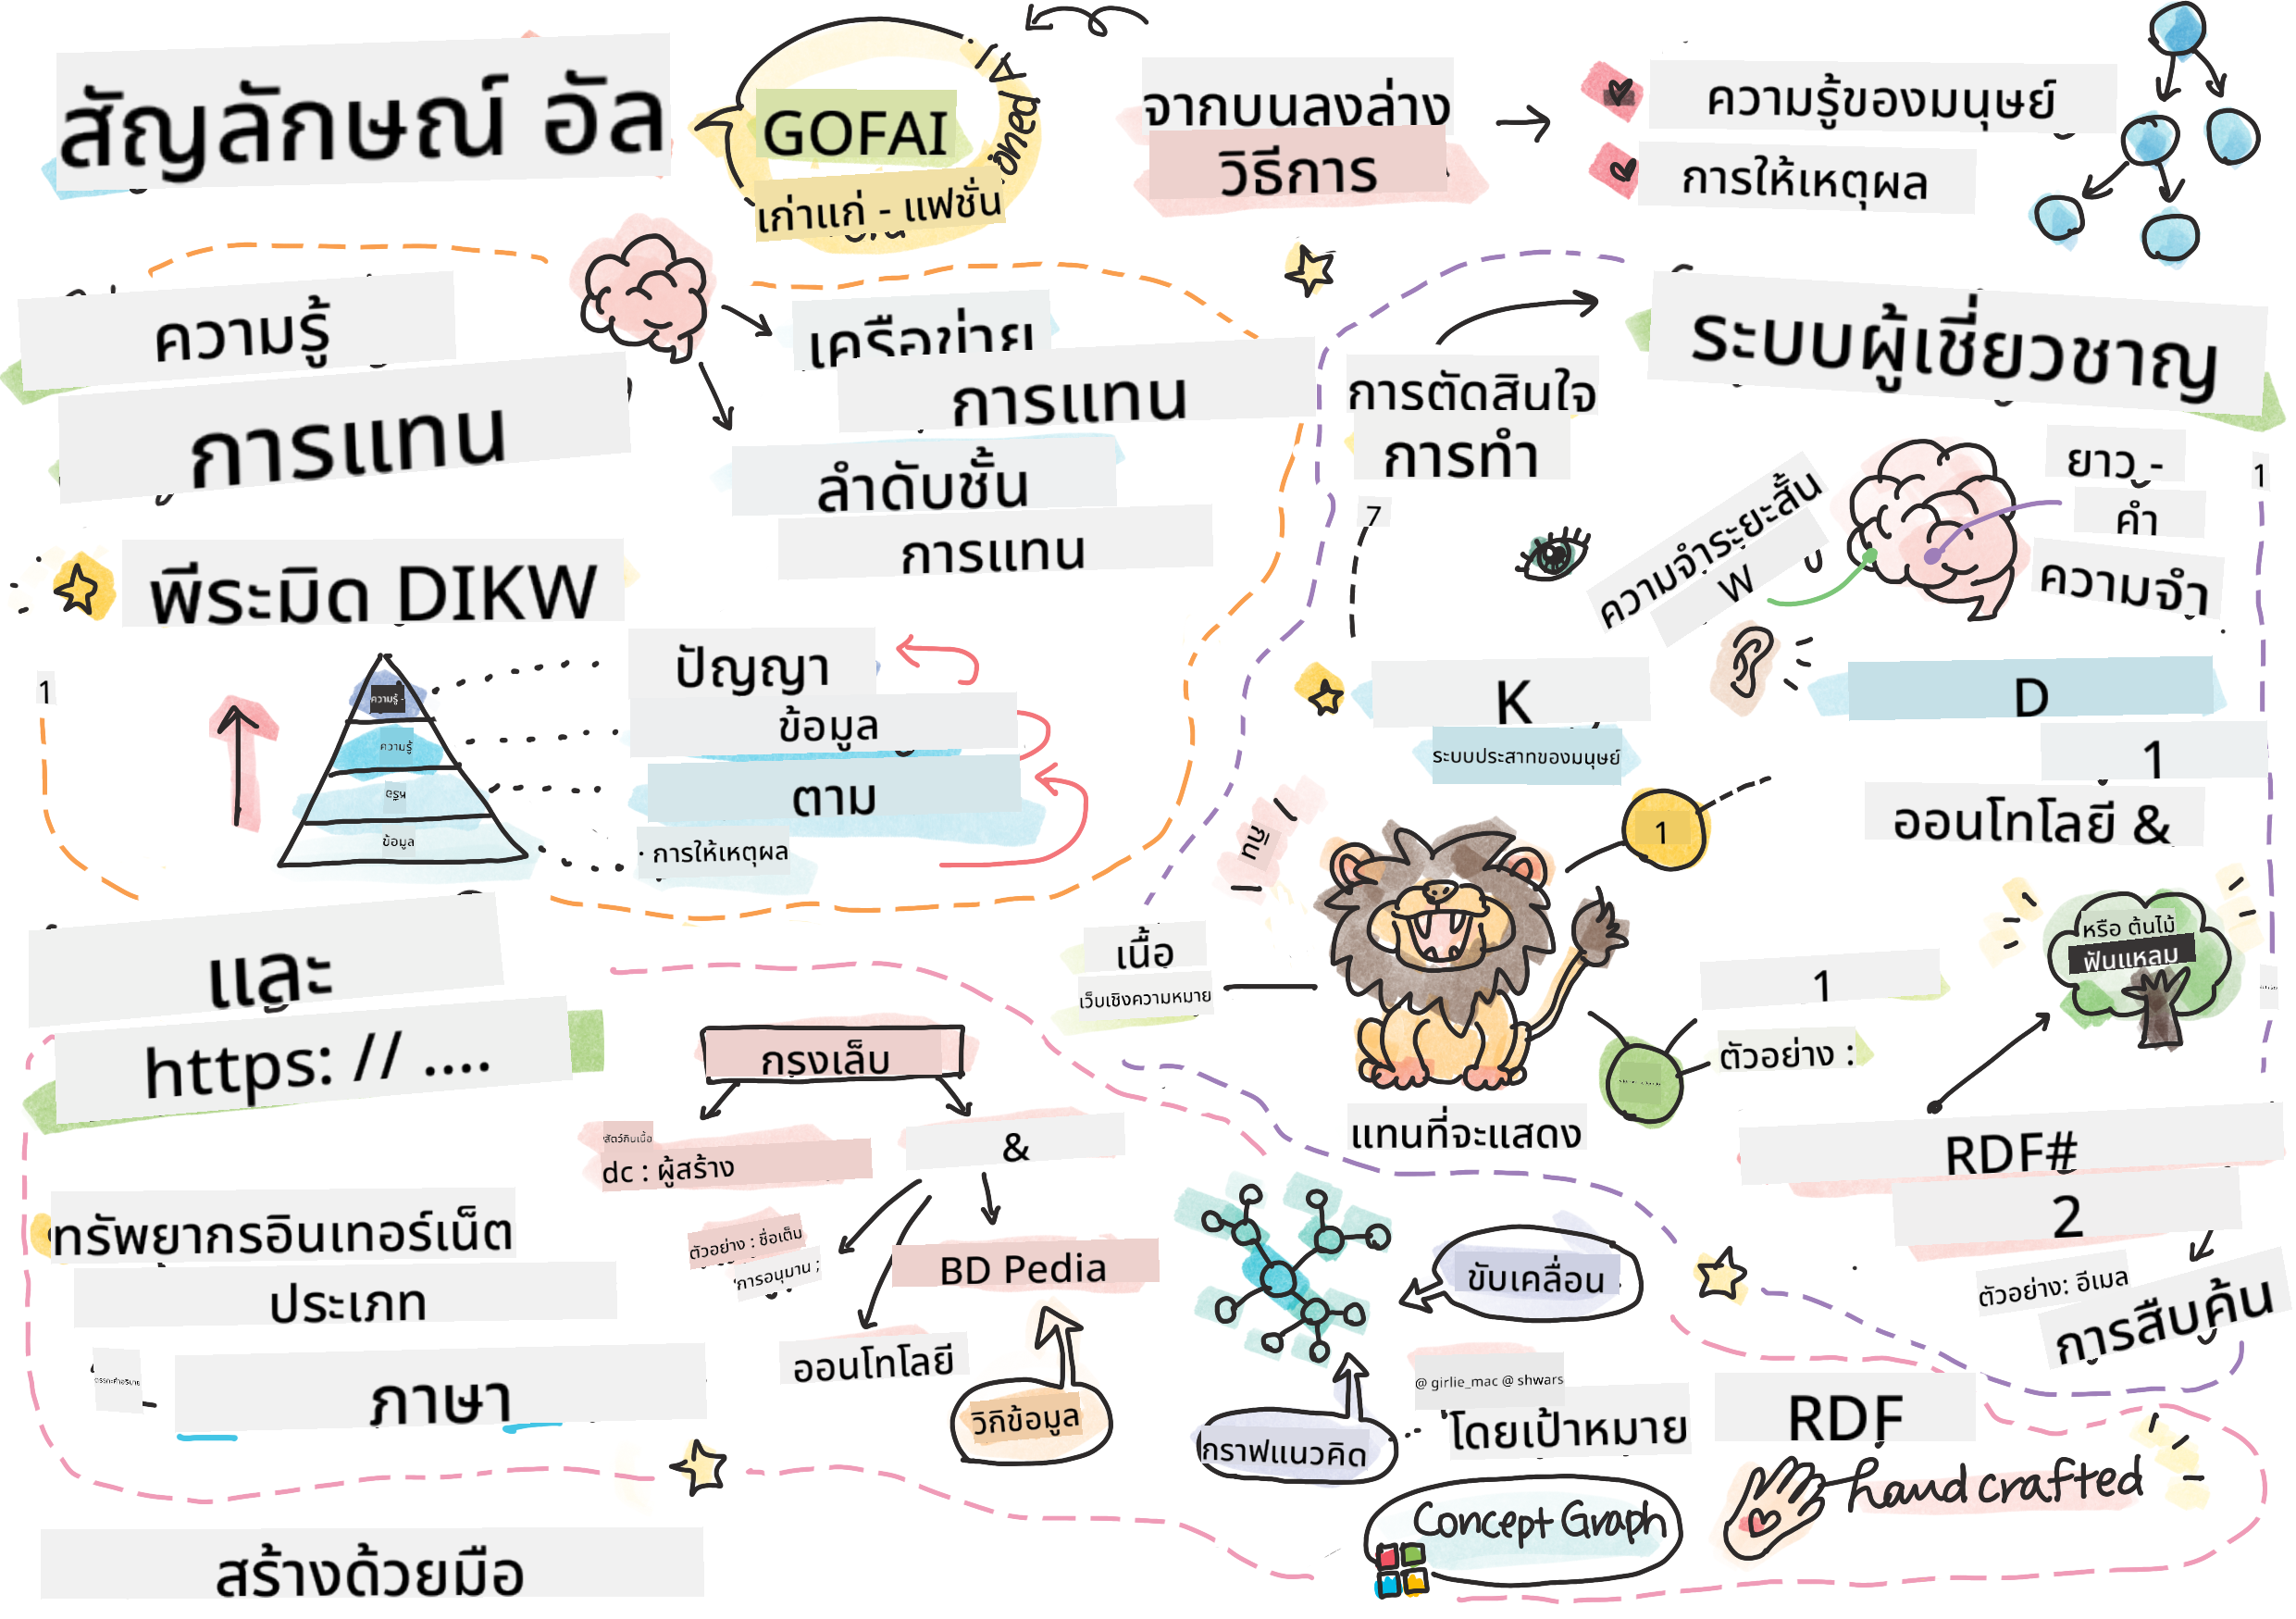 สัญลักษณ์ อัล
GOFAI
เก่าแก่ - แฟชั่น
จากบนลงล่าง
วิธีการ
ความรู้ของมนุษย์
การให้เหตุผล
ความรู้
การแทน
เครือข่าย
การแทน
ลำดับชั้น
การแทน
พีระมิด DIKW
ปัญญา
ข้อมูล
ตาม
· การให้เหตุผล
1
ความรู้ -
ความรู้
ข้อมูล
การตัดสินใจ
การทำ
ระบบผู้เชี่ยวชาญ
7
ความจำระยะสั้น
W
ยาว -
คำ
ความจำ
1
K
ระบบประสาทของมนุษย์
D
1
ออนโทโลยี &
1
กิน
เนื้อ
เว็บเชิงความหมาย
แทนที่จะแสดง
1
ตัวอย่าง :
หรือ ต้นไม้
ฟันแหลม
RDF#
2
ตัวอย่าง: อีเมล
การสืบค้น
และ
https: // ....
กรงเล็บ
สัตว์กินเนื้อ
dc : ผู้สร้าง
&
ตัวอย่าง : ชื่อเต็ม
'การอนุมาน ;
BD Pedia
ออนโทโลยี
วิกิข้อมูล
ทรัพยากรอินเทอร์เน็ต
ประเภท
ภาษา
ขับเคลื่อน
กราฟแนวคิด
@ girlie_mac @ shwars
โดยเป้าหมาย
RDF
Concept Graph
hand crafted
สร้างด้วยมือ